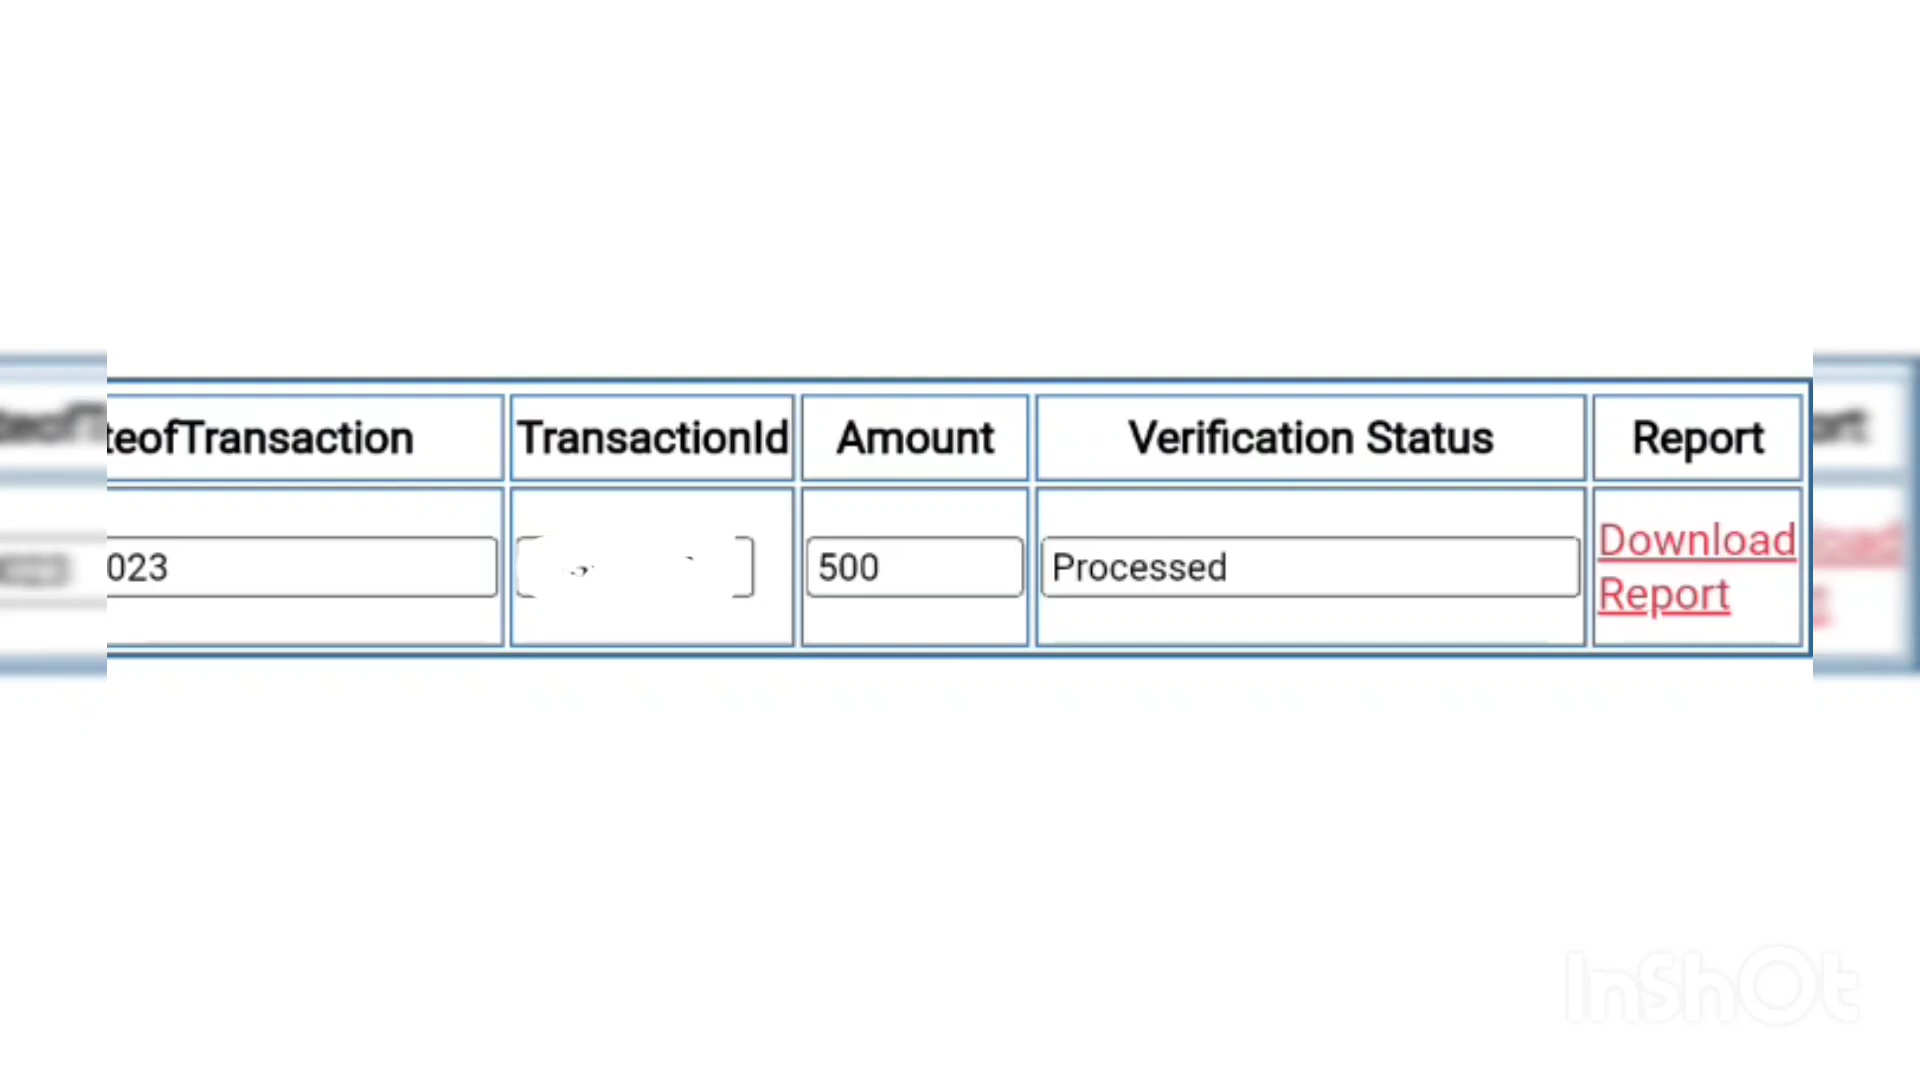 teofTransaction TransactionId Amount Verification Status Report
023 500 Processed Download
Report
InShOt